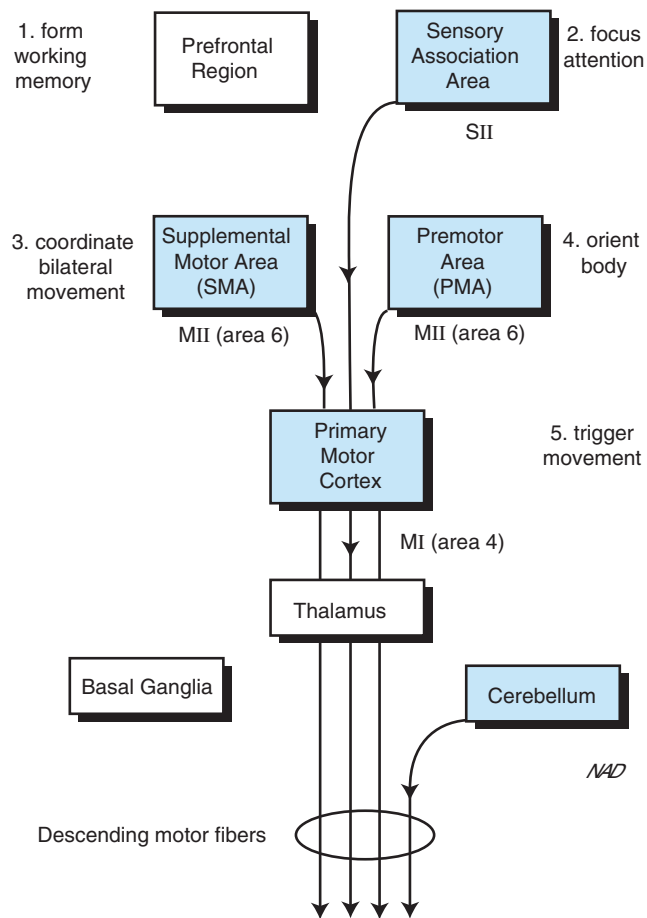 1. form
working
memory
Prefrontal
Region
Sensory
Association
Area
2. focus
attention
SII
3. coordinate
bilateral
movement
Supplemental
Motor Area
(SMA)
Premotor
Area
(PMA)
4. orient
body
MII (area 6)
MII (area 6)
Primary
Motor
Cortex
5. trigger
movement
MI (area 4)
Thalamus
Basal Ganglia
Cerebellum
NAD
Descending motor fibers